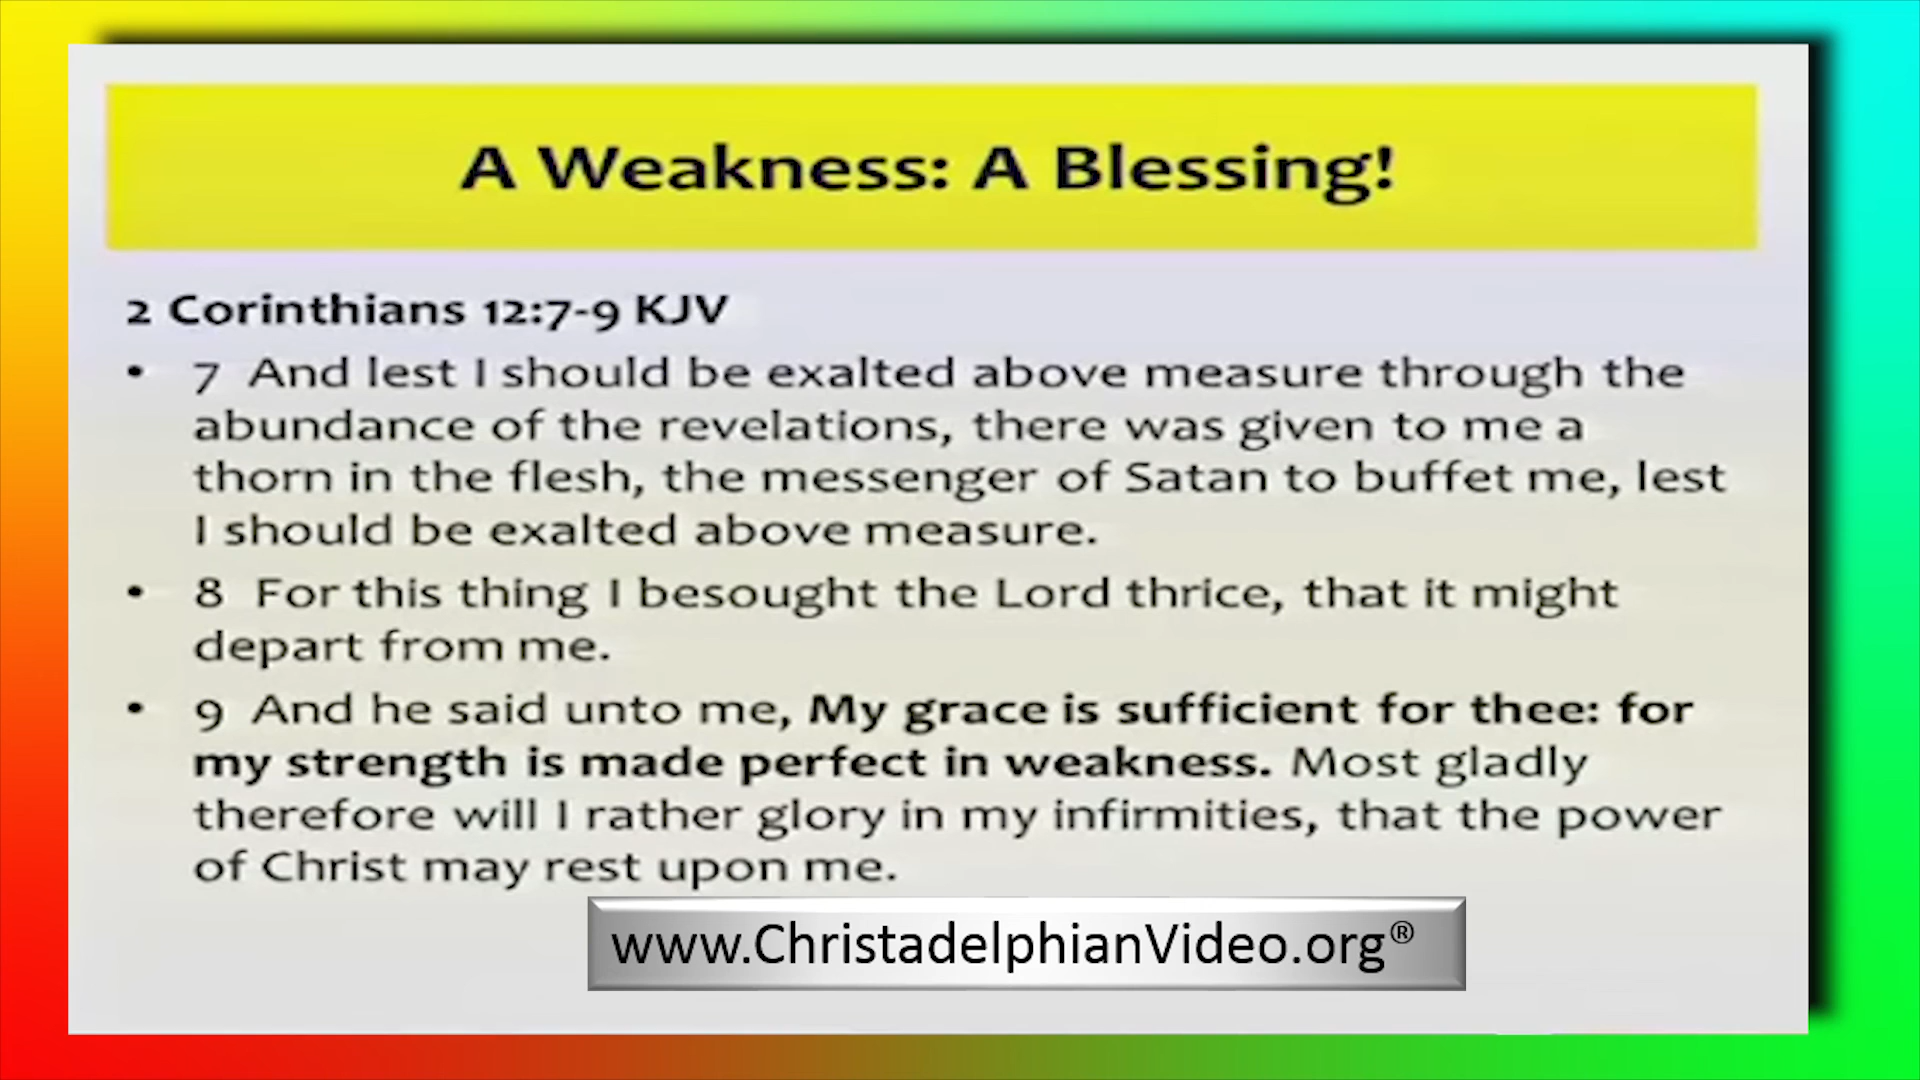 A Weakness: A Blessing!
2 Corinthians 12:7-9 KJV
• 7 And lest I should be exalted above measure through the
abundance of the revelations, there was given to me a
thorn in the flesh, the messenger of Satan to buffet me, lest
I should be exalted above measure.
• 8 For this thing I besought the Lord thrice, that it might
depart from me.
• 9 And he said unto me, My grace is sufficient for thee: for
my strength is made perfect in weakness. Most gladly
therefore will I rather glory in my infirmities, that the power
of Christ may rest upon me.
www.ChristadelphianVideo.org®